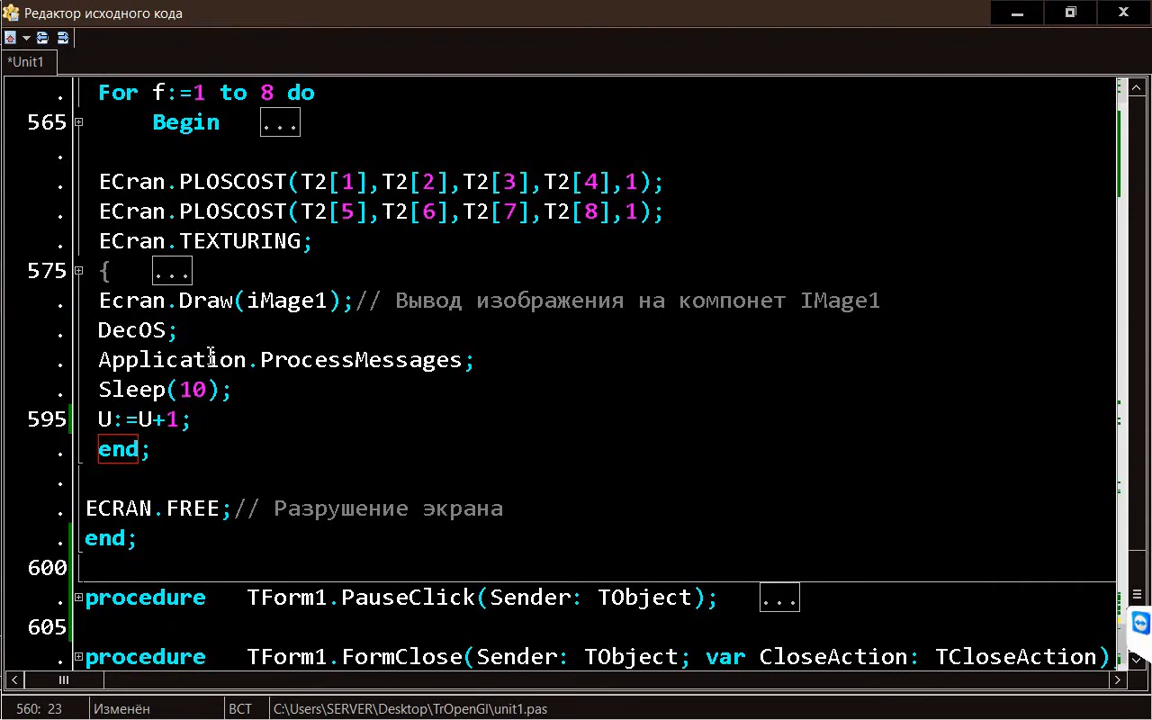 Редактор исходного кода
*Unit1
. For f:=1 to 8 do
565 Begin ...
.
. ECran.PLOSCOST(T2[1],T2[2],T2[3],T2[4],1);
. ECran.PLOSCOST(T2[5],T2[6],T2[7],T2[8],1);
. ECran.TEXTURING;
575 { ...
. Ecran.Draw(iMage1);// Вывод изображения на компонет IMage1
. DecOS;
. Application.ProcessMessages;
. Sleep(10);
595 U:=U+1;
. end;
.
. ECRAN.FREE;// Разрушение экрана
. end;
600
. procedure TForm1.PauseClick(Sender: TObject); ...
605
. procedure TForm1.FormClose(Sender: TObject; var CloseAction: TCloseAction)
560: 23 Изменён ВСТ C:\Users\SERVER\Desktop\TrOpenGl\unit1.pas